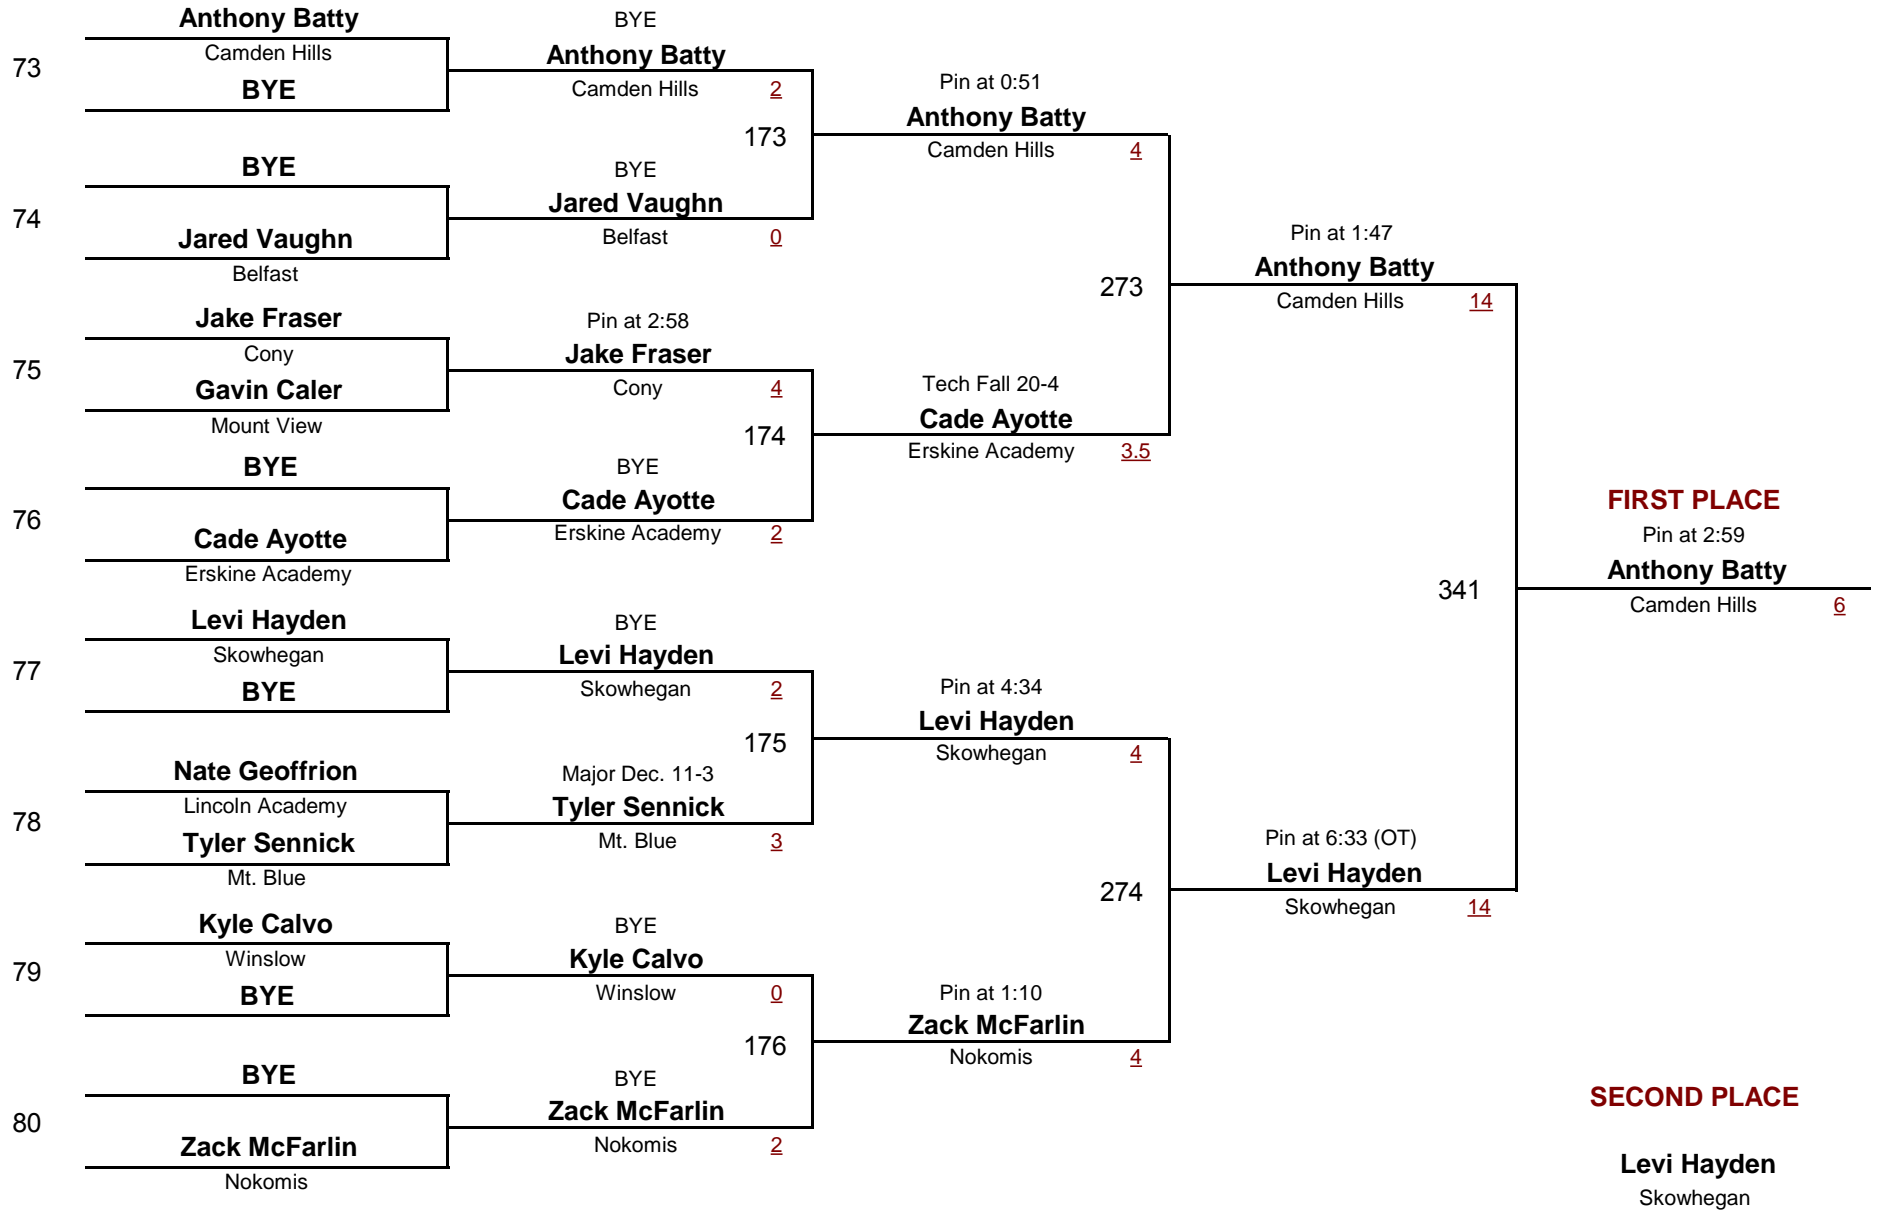 Anthony Batty
Camden Hills
73
BYE
BYE
74
Jared Vaughn
Belfast
Jake Fraser
Cony
75
Gavin Caler
Mount View
BYE
76
Cade Ayotte
Erskine Academy
Levi Hayden
Skowhegan
77
BYE
Nate Geoffrion
Lincoln Academy
78
Tyler Sennick
Mt. Blue
Kyle Calvo
Winslow
79
BYE
BYE
80
Zack McFarlin
Nokomis
BYE
Anthony Batty
Camden Hills 2
173
BYE
Jared Vaughn
Belfast 0
Pin at 2:58
Jake Fraser
Cony 4
174
BYE
Cade Ayotte
Erskine Academy 2
BYE
Levi Hayden
Skowhegan 2
175
Major Dec. 11-3
Tyler Sennick
Mt. Blue 3
BYE
Kyle Calvo
Winslow 0
176
BYE
Zack McFarlin
Nokomis 2
Pin at 0:51
Anthony Batty
Camden Hills 4
273
Tech Fall 20-4
Cade Ayotte
Erskine Academy 3.5
Pin at 4:34
Levi Hayden
Skowhegan 4
274
Pin at 1:10
Zack McFarlin
Nokomis 4
Pin at 1:47
Anthony Batty
Camden Hills 14
341
Pin at 6:33 (OT)
Levi Hayden
Skowhegan 14
FIRST PLACE
Pin at 2:59
Anthony Batty
Camden Hills 6
SECOND PLACE
Levi Hayden
Skowhegan